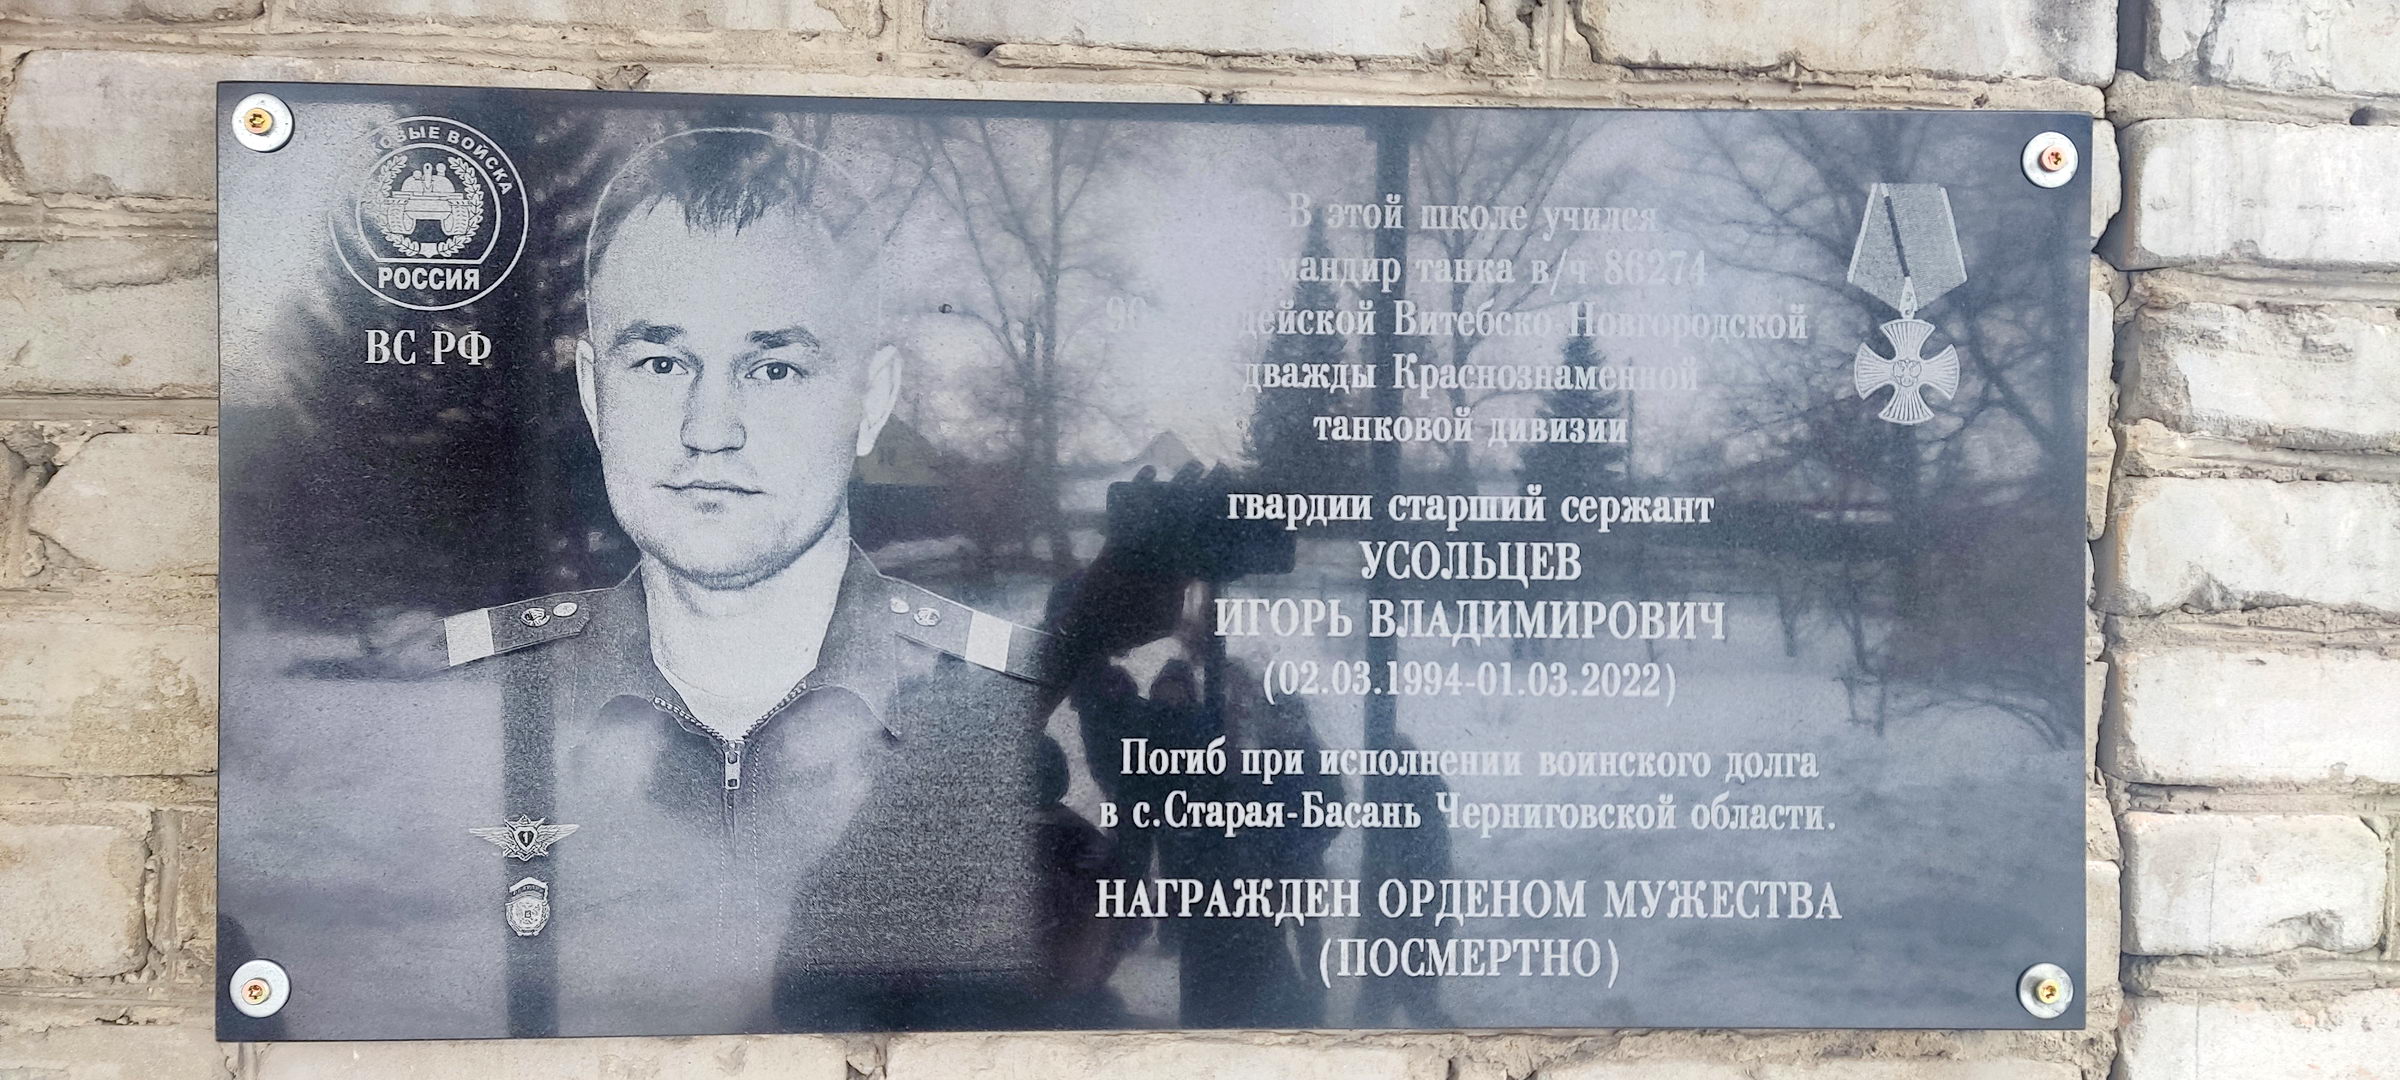 ВОЙСКА
РОССИЯ
ВС РФ
В этой школе учился
танка в/ч 86274
90 Витебско-Новгородской
дважды Краснознаменной
танковой дивизии
гвардии старший сержант
УСОЛЬЦЕВ
ИГОРЬ ВЛАДИМИРОВИЧ
(02.03.1994-01.03.2022)
Погиб при исполнении воинского долга
в с.Старая-Басань Черниговской области.
НАГРАЖДЕН ОРДЕНОМ МУЖЕСТВА
(ПОСМЕРТНО)